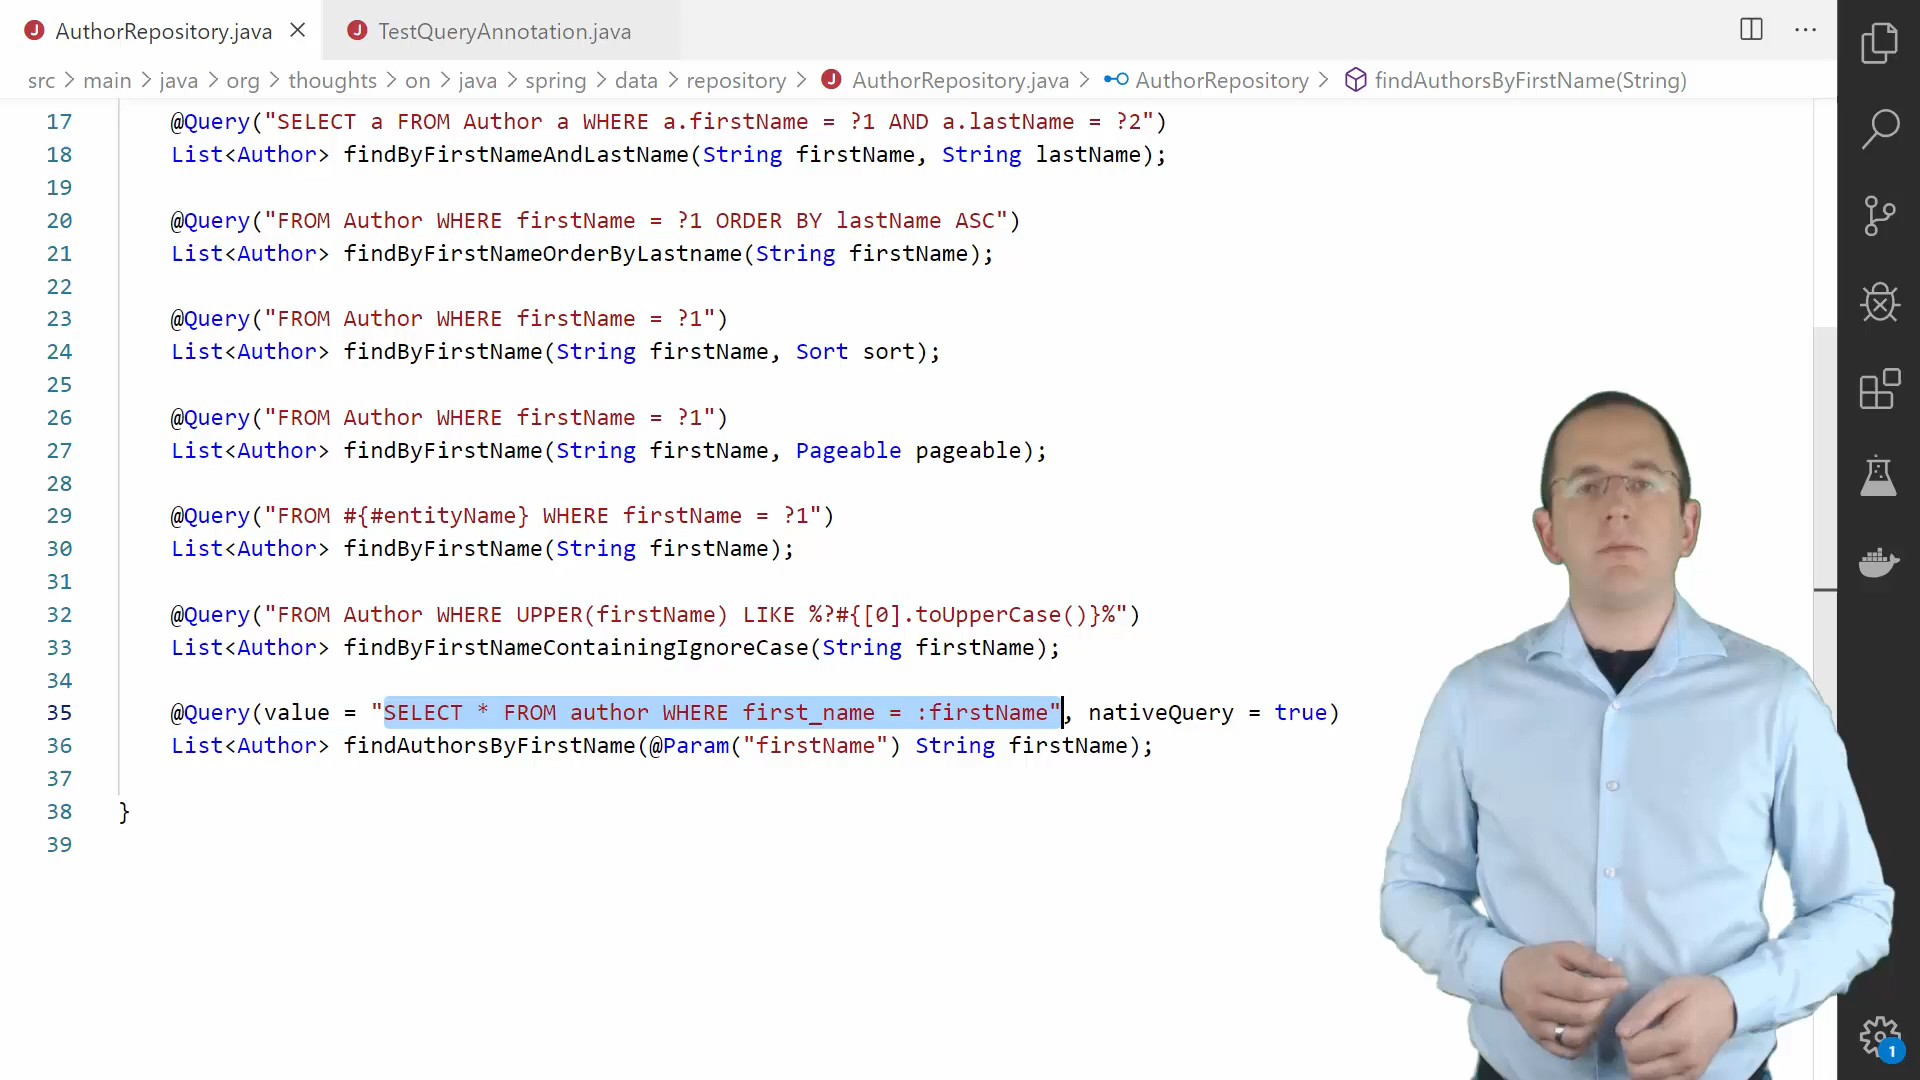 AuthorRepository.java
TestQueryAnnotation.java
src > main > java > org > thoughts > on > java > spring > data > repository > AuthorRepository.java > AuthorRepository > findAuthorsByFirstName(String)
17 @Query("SELECT a FROM Author a WHERE a.firstName = ?1 AND a.lastName = ?2")
18 List<Author> findByFirstNameAndLastName(String firstName, String lastName);
19
20 @Query("FROM Author WHERE firstName = ?1 ORDER BY lastName ASC")
21 List<Author> findByFirstNameOrderByLastname(String firstName);
22
23 @Query("FROM Author WHERE firstName = ?1")
24 List<Author> findByFirstName(String firstName, Sort sort);
25
26 @Query("FROM Author WHERE firstName = ?1")
27 List<Author> findByFirstName(String firstName, Pageable pageable);
28
29 @Query("FROM #{#entityName} WHERE firstName = ?1")
30 List<Author> findByFirstName(String firstName);
31
32 @Query("FROM Author WHERE UPPER(firstName) LIKE %?#{[0].toUpperCase()}%")
33 List<Author> findByFirstNameContainingIgnoreCase(String firstName);
34
35 @Query(value = "SELECT * FROM author WHERE first_name = :firstName", nativeQuery = true)
36 List<Author> findAuthorsByFirstName(@Param("firstName") String firstName);
37
38 }
39
1